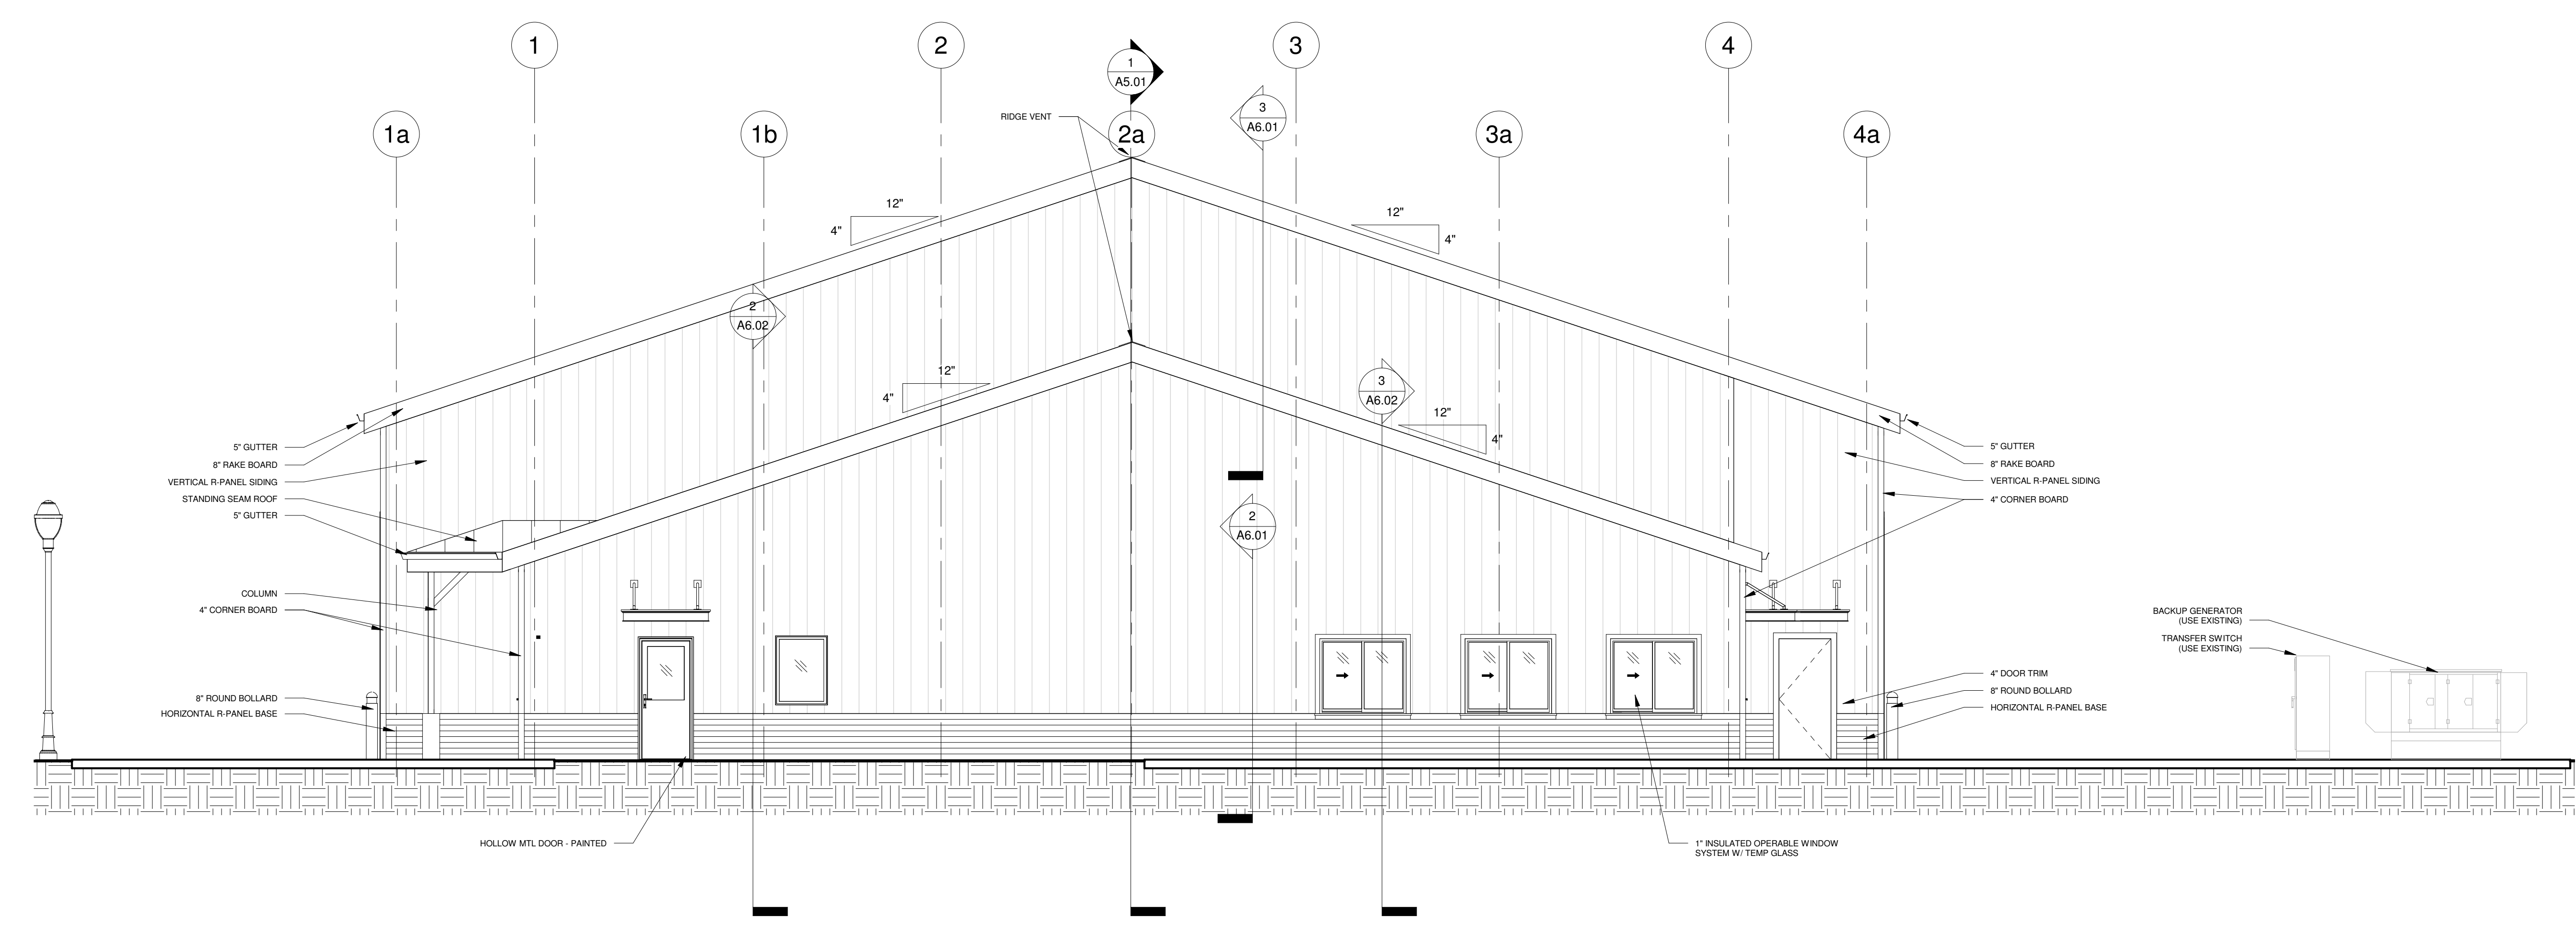 1
2
3
4
1
A5.01
3
A6.01
RIDGE VENT
1a
1b
2a
3a
4a
12"
4"
12"
4"
2
A6.02
12"
4"
3
A6.02
12"
4"
5" GUTTER
8" RAKE BOARD
VERTICAL R-PANEL SIDING
STANDING SEAM ROOF
5" GUTTER
5" GUTTER
8" RAKE BOARD
VERTICAL R-PANEL SIDING
4" CORNER BOARD
2
A6.01
COLUMN
4" CORNER BOARD
BACKUP GENERATOR
(USE EXISTING)
TRANSFER SWITCH
(USE EXISTING)
8" ROUND BOLLARD
HORIZONTAL R-PANEL BASE
4" DOOR TRIM
8" ROUND BOLLARD
HORIZONTAL R-PANEL BASE
HOLLOW MTL DOOR - PAINTED
1" INSULATED OPERABLE WINDOW
SYSTEM W/ TEMP GLASS